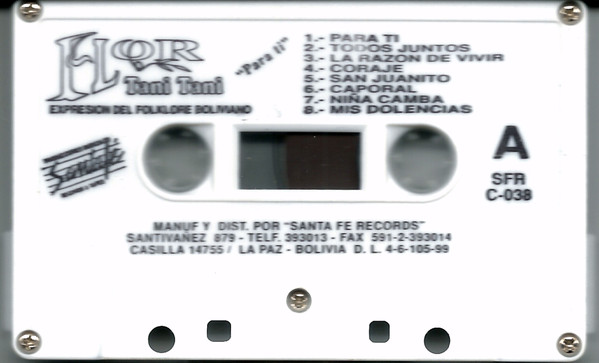 FLOR
Tani Tani
"Para ti"
EXPRESION DEL FOLKLORE BOLIVIANO
1.- PARA TI
2.- TODOS JUNTOS
3.- LA RAZON DE VIVIR
4.- CORAJE
5.- SAN JUANITO
6.- CAPORAL
7.- NIÑA CAMBA
8.- MIS DOLENCIAS
Santa fe
A
SFR
C-038
MANUF Y DIST. POR "SANTA FE RECORDS"
SANTIVAÑEZ 879 - TELF. 393013 - FAX 591-2-393014
CASILLA 14755 / LA PAZ - BOLIVIA D. L. 4-6-105-99